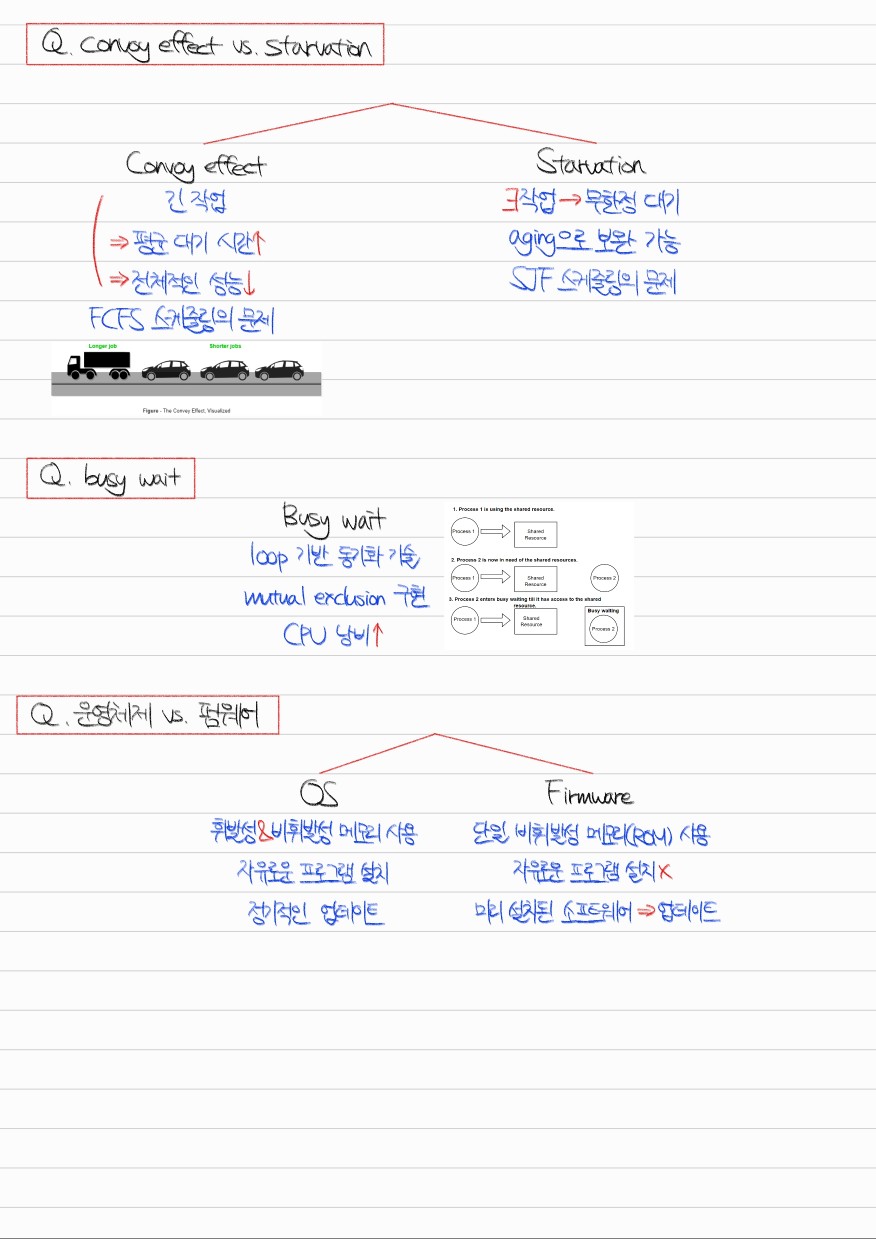 Q. Convoy effect vs. starvation
Convoy effect
긴 작업
⇒ 평균 대기 시간↑
⇒ 전체적인 성능↓
FCFS 스케줄링의 문제
Longer job
Shorter jobs
Figure - The Convey Effect, Visualized
Starvation
작업 → 무한정 대기
aging으로 보완 가능
SJF 스케줄링의 문제
Q. busy wait
Busy wait
loop 기반 동기화 기술
mutual exclusion 구현
CPU 낭비↑
1. Process 1 is using the shared resource.
Process 1
Shared
Resource
2. Process 2 is now in need of the shared resources.
Process 1
Shared
Resource
Process 2
3. Process 2 enters busy waiting till it has access to the shared
resource.
Process 1
Shared
Resource
Busy waiting
Process 2
Q. 운영체제 vs. 펌웨어
OS
휘발성&비휘발성 메모리 사용
자유로운 프로그램 설치
정기적인 업데이트
Firmware
단일 비휘발성 메모리(ROM) 사용
자유로운 프로그램 설치 X
미리 설치된 소프트웨어 ⇒ 업데이트